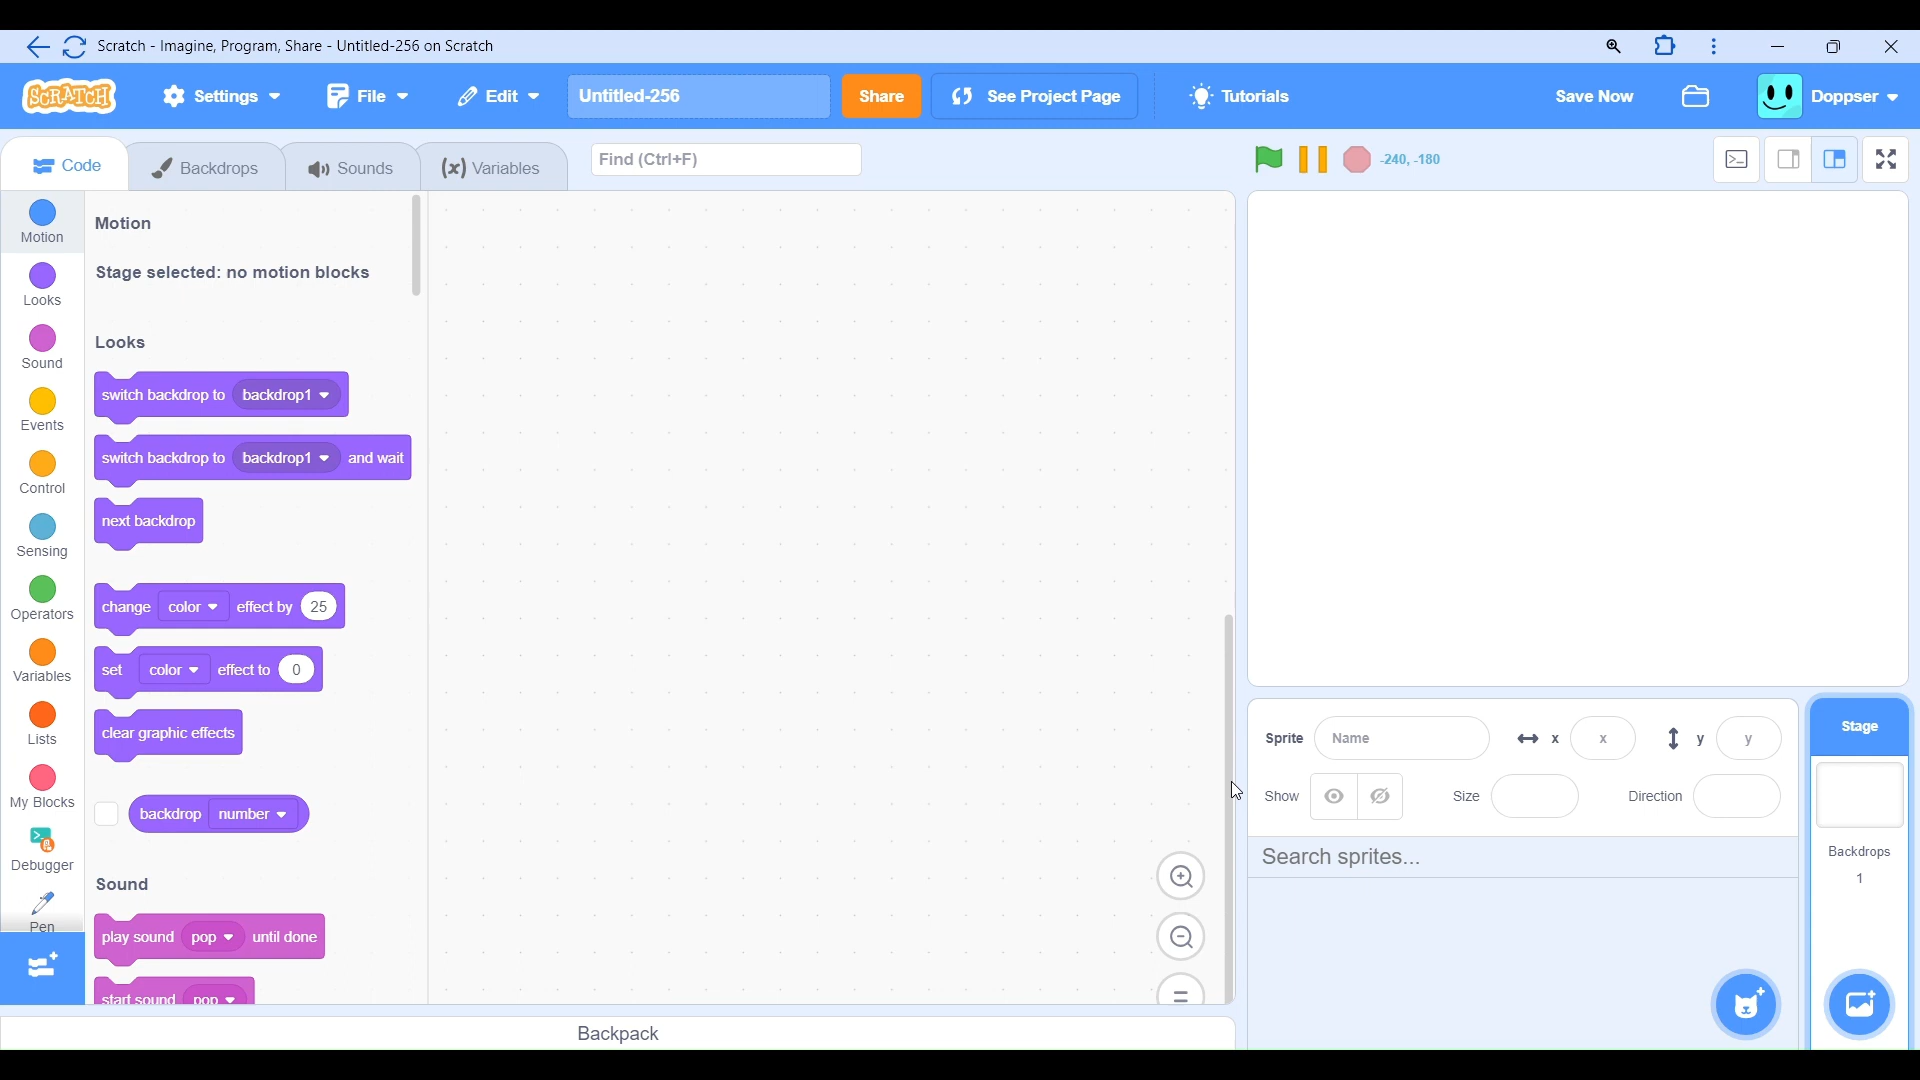 Scratch - Imagine, Program, Share - Untitled-256 on Scratch
SCRATCH Settings File Edit Untitled-256 Share See Project Page Tutorials Save Now Doppser
Code Backdrops Sounds (x) Variables Find (Ctrl+F) -240, -180
Motion
Looks
Sound
Events
Control
Sensing
Operators
Variables
Lists
My Blocks
Debugger
Pen
Motion
Stage selected: no motion blocks
Looks
switch backdrop to backdrop1
switch backdrop to backdrop1 and wait
next backdrop
change color effect by 25
set color effect to 0
clear graphic effects
backdrop number
Sound
play sound pop until done
start sound pop
Backpack
Sprite Name x x y y
Show Size Direction
Search sprites...
Stage
Backdrops
1